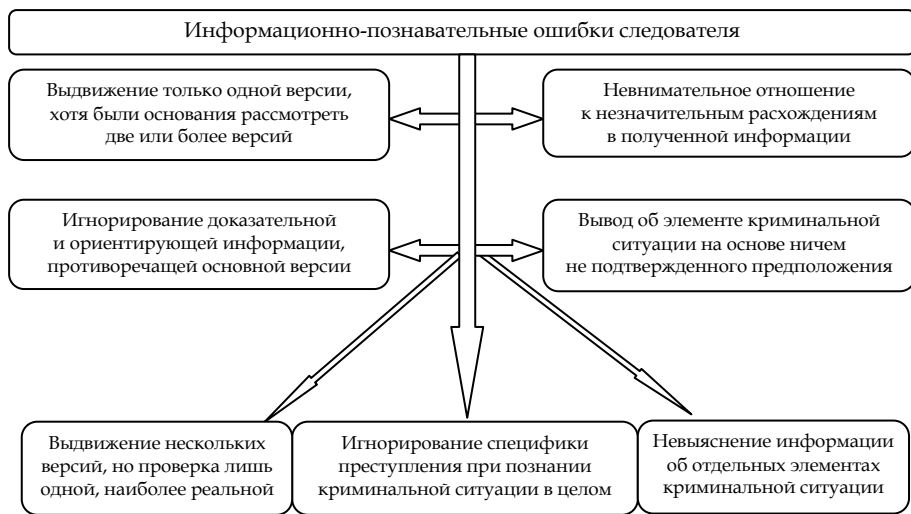 Информационно-познавательные ошибки следователя
Выдвижение только одной версии,
хотя были основания рассмотреть
две или более версий
Невнимательное отношение
к незначительным расхождениям
в полученной информации
Игнорирование доказательной
и ориентирующей информации,
противоречащей основной версии
Вывод об элементе криминальной
ситуации на основе ничем
не подтвержденного предположения
Выдвижение нескольких
версий, но проверка лишь
одной, наиболее реальной
Игнорирование специфики
преступления при познании
криминальной ситуации в целом
Невыяснение информации
об отдельных элементах
криминальной ситуации